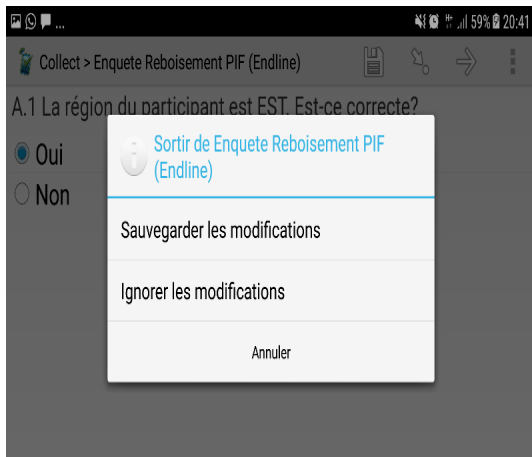 ... 59% 20:41
Collect > Enquete Reboisement PIF (Endline)
A.1 La région du participant est EST. Est-ce correcte?
Oui
Non
Sortir de Enquete Reboisement PIF
(Endline)
Sauvegarder les modifications
Ignorer les modifications
Annuler